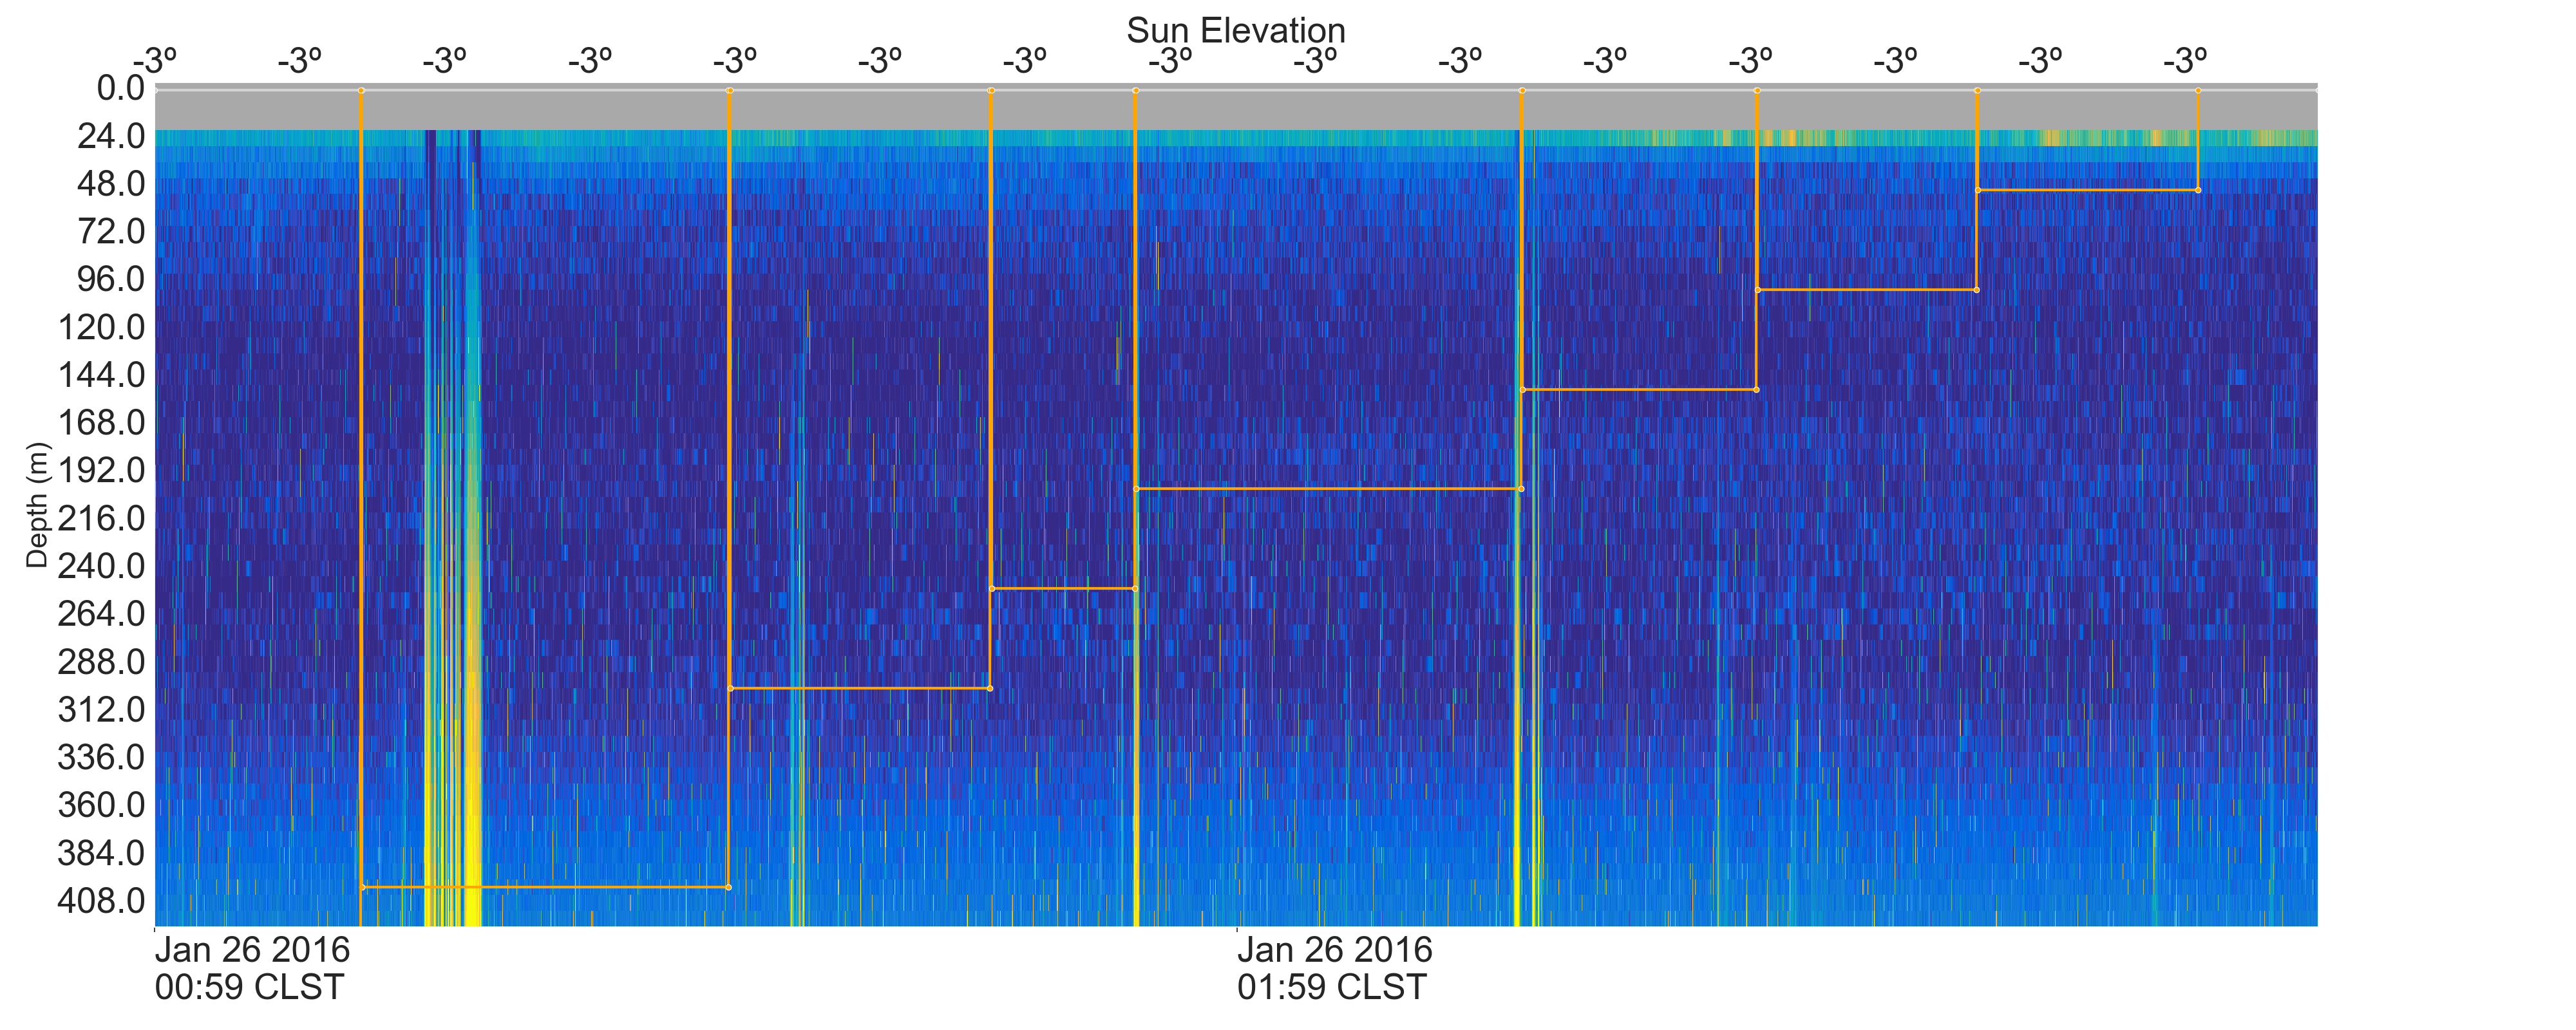 Sun Elevation
-3º -3º -3º -3º -3º -3º -3º -3º -3º -3º -3º -3º -3º -3º -3º
0.0
24.0
48.0
72.0
96.0
120.0
144.0
168.0
192.0
216.0
240.0
264.0
288.0
312.0
336.0
360.0
384.0
408.0
Depth (m)
Jan 26 2016
00:59 CLST
Jan 26 2016
01:59 CLST